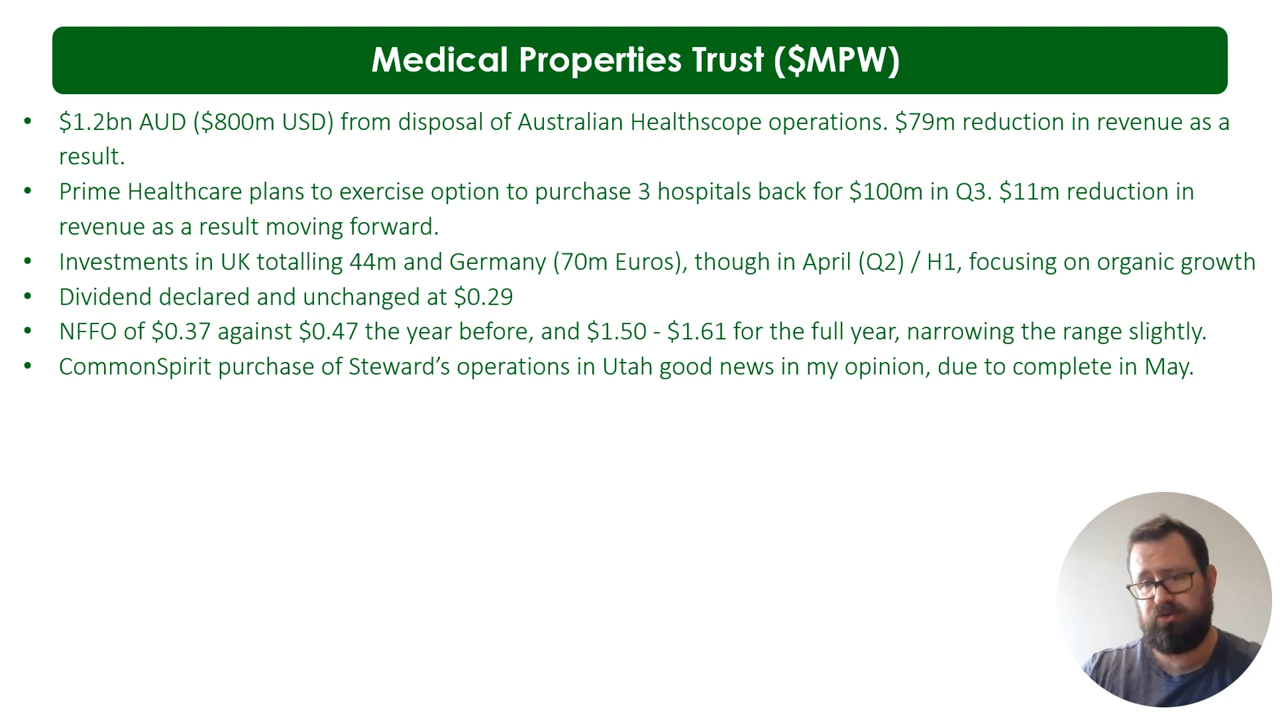 Medical Properties Trust ($MPW)
• $1.2bn AUD ($800m USD) from disposal of Australian Healthscope operations. $79m reduction in revenue as a
result.
• Prime Healthcare plans to exercise option to purchase 3 hospitals back for $100m in Q3. $11m reduction in
revenue as a result moving forward.
• Investments in UK totalling 44m and Germany (70m Euros), though in April (Q2) / H1, focusing on organic growth
• Dividend declared and unchanged at $0.29
• NFFO of $0.37 against $0.47 the year before, and $1.50 - $1.61 for the full year, narrowing the range slightly.
• CommonSpirit purchase of Steward’s operations in Utah good news in my opinion, due to complete in May.